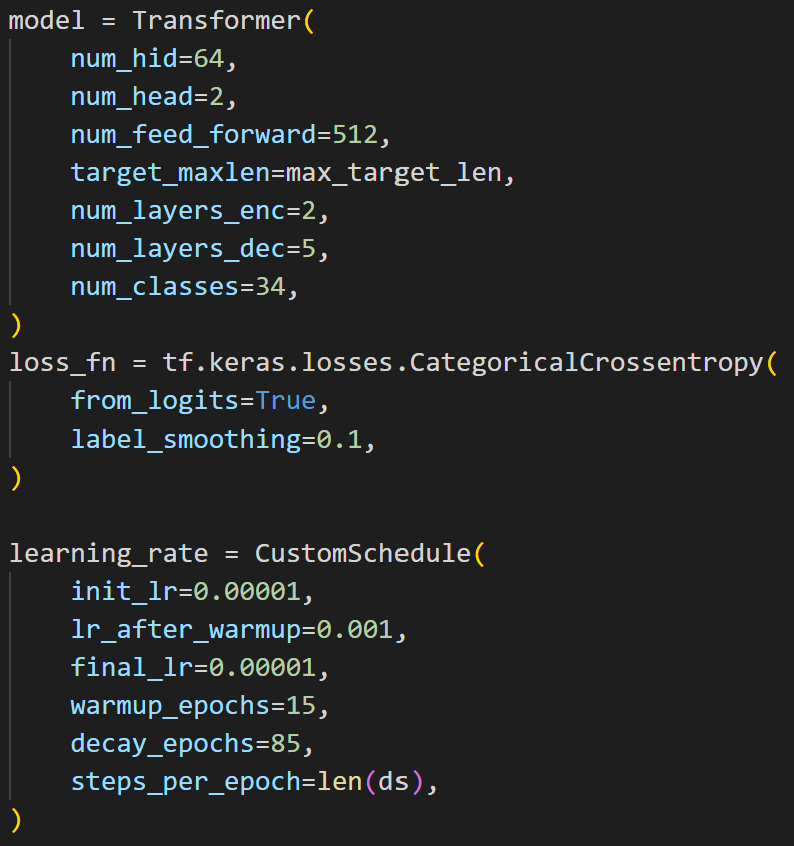 model = Transformer(
    num_hid=64,
    num_head=2,
    num_feed_forward=512,
    target_maxlen=max_target_len,
    num_layers_enc=2,
    num_layers_dec=5,
    num_classes=34,
)
loss_fn = tf.keras.losses.CategoricalCrossentropy(
    from_logits=True,
    label_smoothing=0.1,
)

learning_rate = CustomSchedule(
    init_lr=0.00001,
    lr_after_warmup=0.001,
    final_lr=0.00001,
    warmup_epochs=15,
    decay_epochs=85,
    steps_per_epoch=len(ds),
)